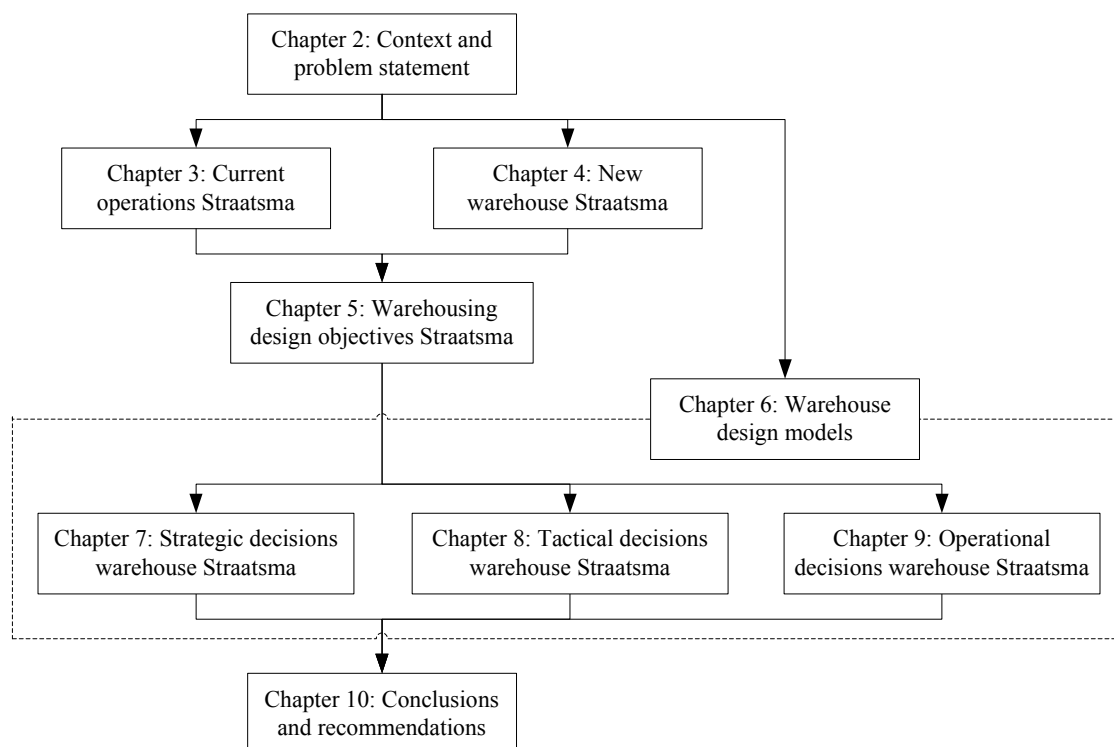 Chapter 2: Context and
problem statement
Chapter 3: Current
operations Straatsma
Chapter 4: New
warehouse Straatsma
Chapter 5: Warehousing
design objectives Straatsma
Chapter 6: Warehouse
design models
Chapter 7: Strategic decisions
warehouse Straatsma
Chapter 8: Tactical decisions
warehouse Straatsma
Chapter 9: Operational
decisions warehouse Straatsma
Chapter 10: Conclusions
and recommendations